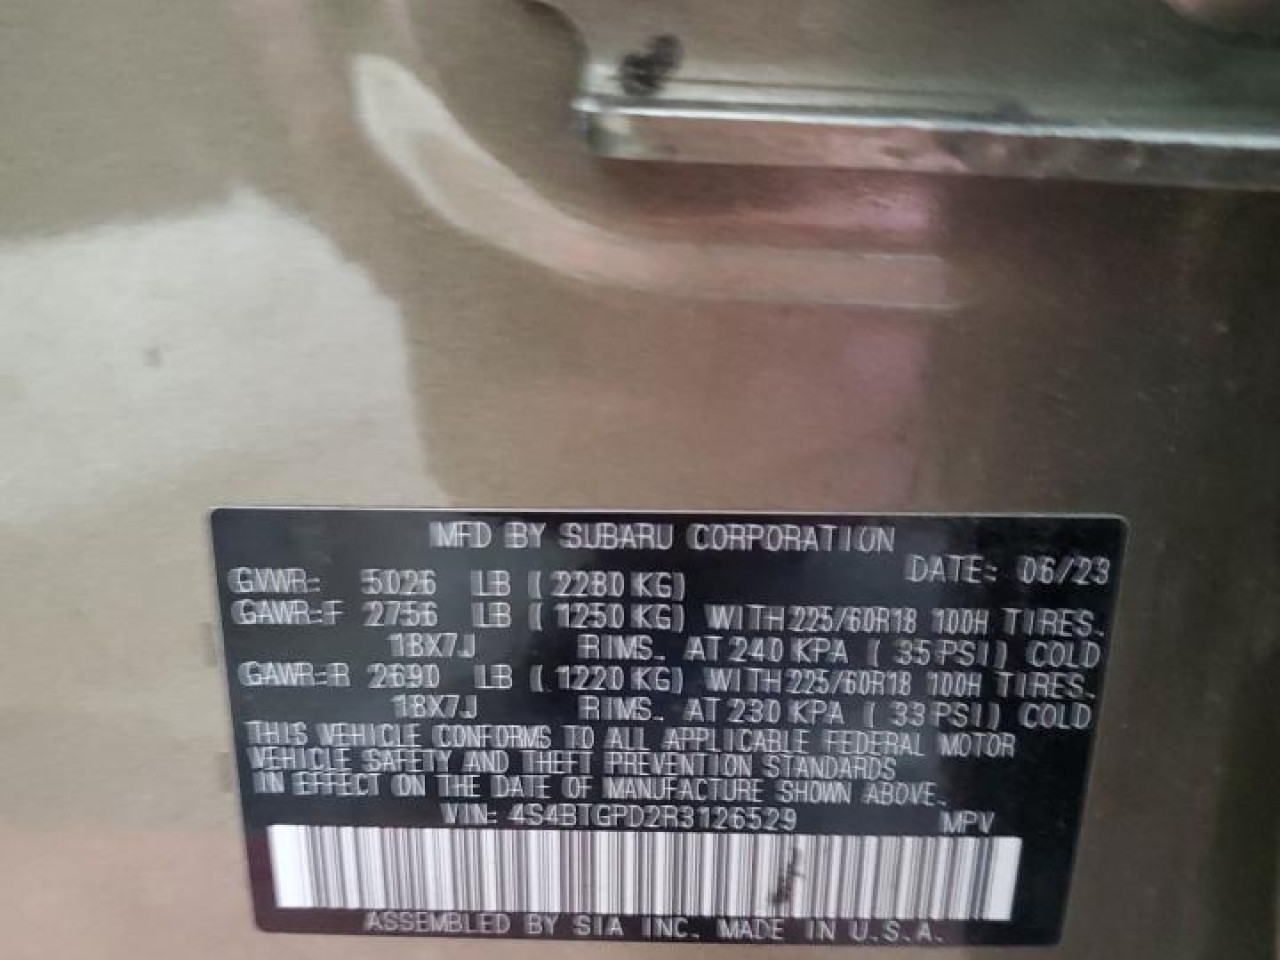 MFD BY SUBARU CORPORATION
DATE: 06/23
GVWR: 5026 LB (2280 KG)
GAWR:F 2756 LB (1250 KG) WITH 225/60R18 100H TIRES.
18X7J RIMS. AT 240 KPA (35 PSI) COLD
GAWR:R 2690 LB (1220 KG) WITH 225/60R18 100H TIRES.
18X7J RIMS. AT 230 KPA (33 PSI) COLD
THIS VEHICLE CONFORMS TO ALL APPLICABLE FEDERAL MOTOR
VEHICLE SAFETY AND THEFT PREVENTION STANDARDS
IN EFFECT ON THE DATE OF MANUFACTURE SHOWN ABOVE.
VIN: 4S4BTGPD2R3126529 MPV
ASSEMBLED BY SIA INC. MADE IN U.S.A.